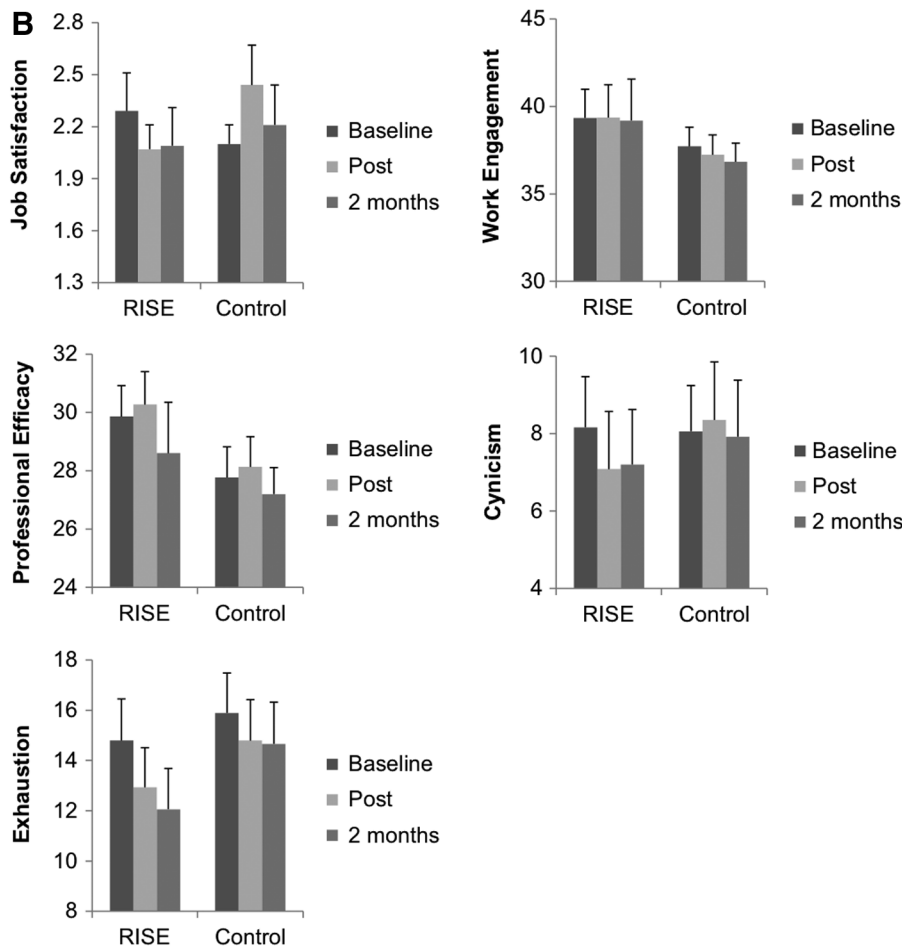 B
Job Satisfaction
2.8
2.5
2.2
1.9
1.6
1.3
RISE
Control
Baseline
Post
2 months
Work Engagement
45
40
35
30
RISE
Control
Baseline
Post
2 months
Professional Efficacy
32
30
28
26
24
RISE
Control
Baseline
Post
2 months
Cynicism
10
8
6
4
RISE
Control
Baseline
Post
2 months
Exhaustion
18
16
14
12
10
8
RISE
Control
Baseline
Post
2 months